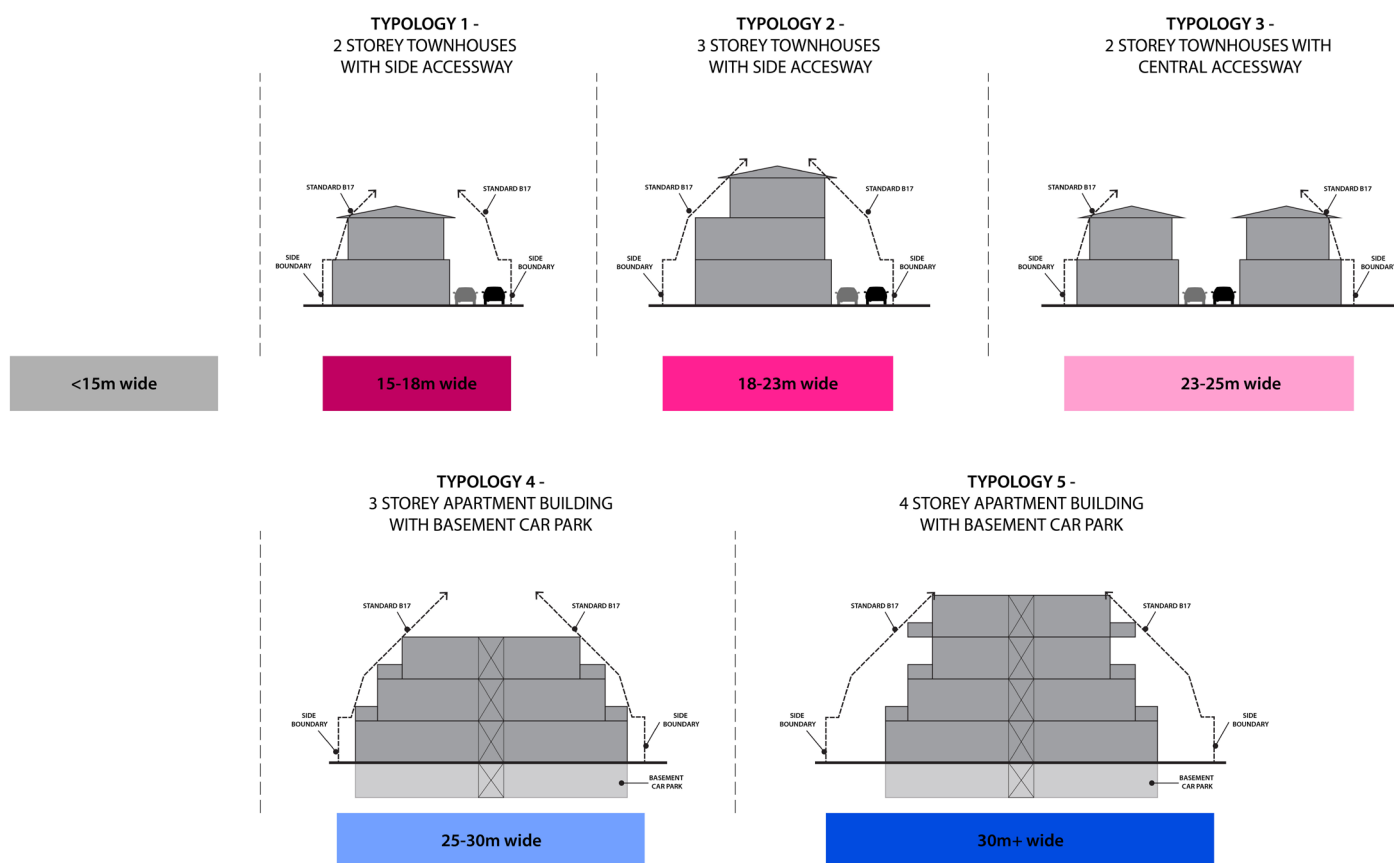 TYPOLOGY 1 -
2 STOREY TOWNHOUSES
WITH SIDE ACCESSWAY
STANDARD B17
STANDARD B17
SIDE
BOUNDARY
SIDE
BOUNDARY
TYPOLOGY 2 -
3 STOREY TOWNHOUSES
WITH SIDE ACCESWAY
STANDARD B17
STANDARD B17
SIDE
BOUNDARY
SIDE
BOUNDARY
TYPOLOGY 3 -
2 STOREY TOWNHOUSES WITH
CENTRAL ACCESSWAY
STANDARD B17
STANDARD B17
SIDE
BOUNDARY
SIDE
BOUNDARY
<15m wide
15-18m wide
18-23m wide
23-25m wide
TYPOLOGY 4 -
3 STOREY APARTMENT BUILDING
WITH BASEMENT CAR PARK
STANDARD B17
STANDARD B17
SIDE
BOUNDARY
SIDE
BOUNDARY
BASEMENT
CAR PARK
25-30m wide
TYPOLOGY 5 -
4 STOREY APARTMENT BUILDING
WITH BASEMENT CAR PARK
STANDARD B17
STANDARD B17
SIDE
BOUNDARY
SIDE
BOUNDARY
BASEMENT
CAR PARK
30m+ wide